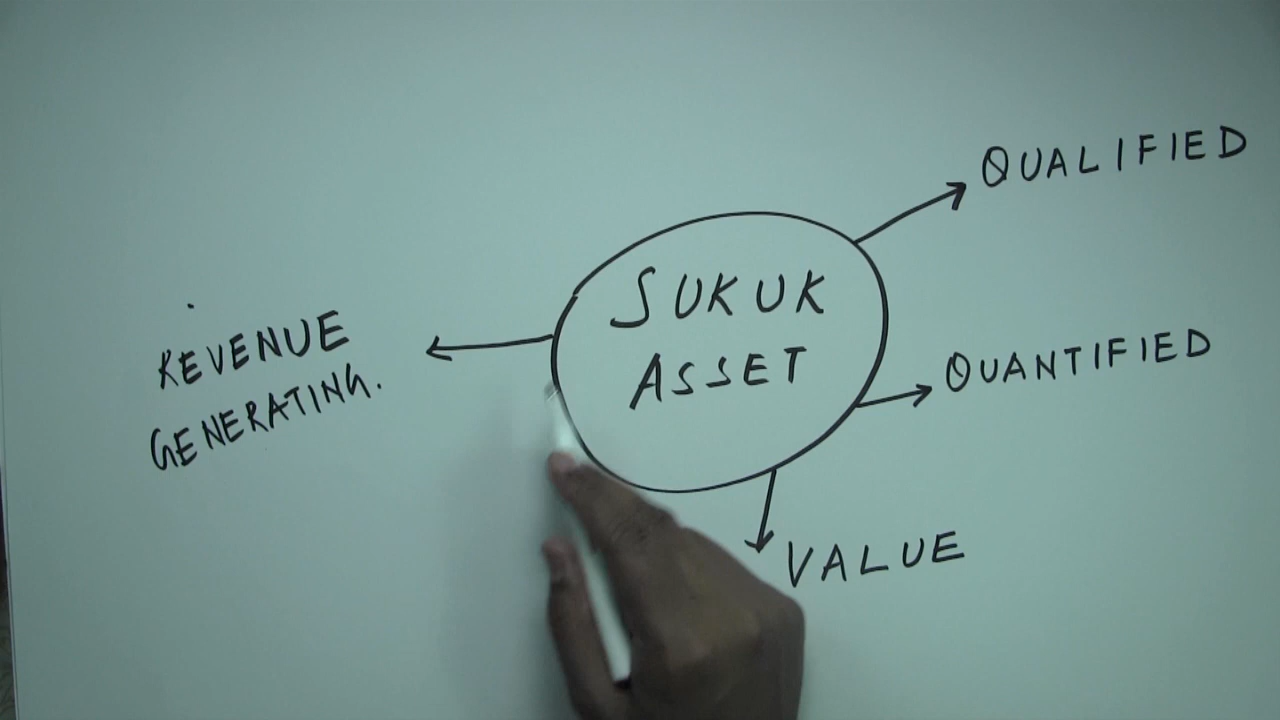 SUKUK
ASSET
QUALIFIED
QUANTIFIED
VALUE
REVENUE
GENERATING.